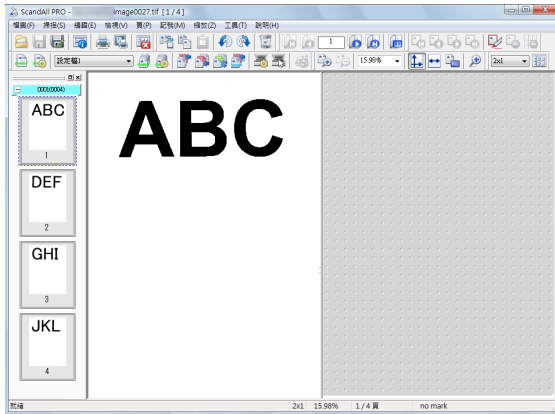 ScandAll PRO - image0027.tif [ 1 / 4 ]
檔案(F) 掃描(S) 編輯(E) 檢視(V) 頁(P) 記號(M) 縮放(Z) 工具(T) 說明(H)
1
設定檔1 15.98% 2x1
0001(0004)
ABC
1
DEF
2
GHI
3
JKL
4
ABC
就緒 2x1 15.98% 1 / 4 頁 no mark